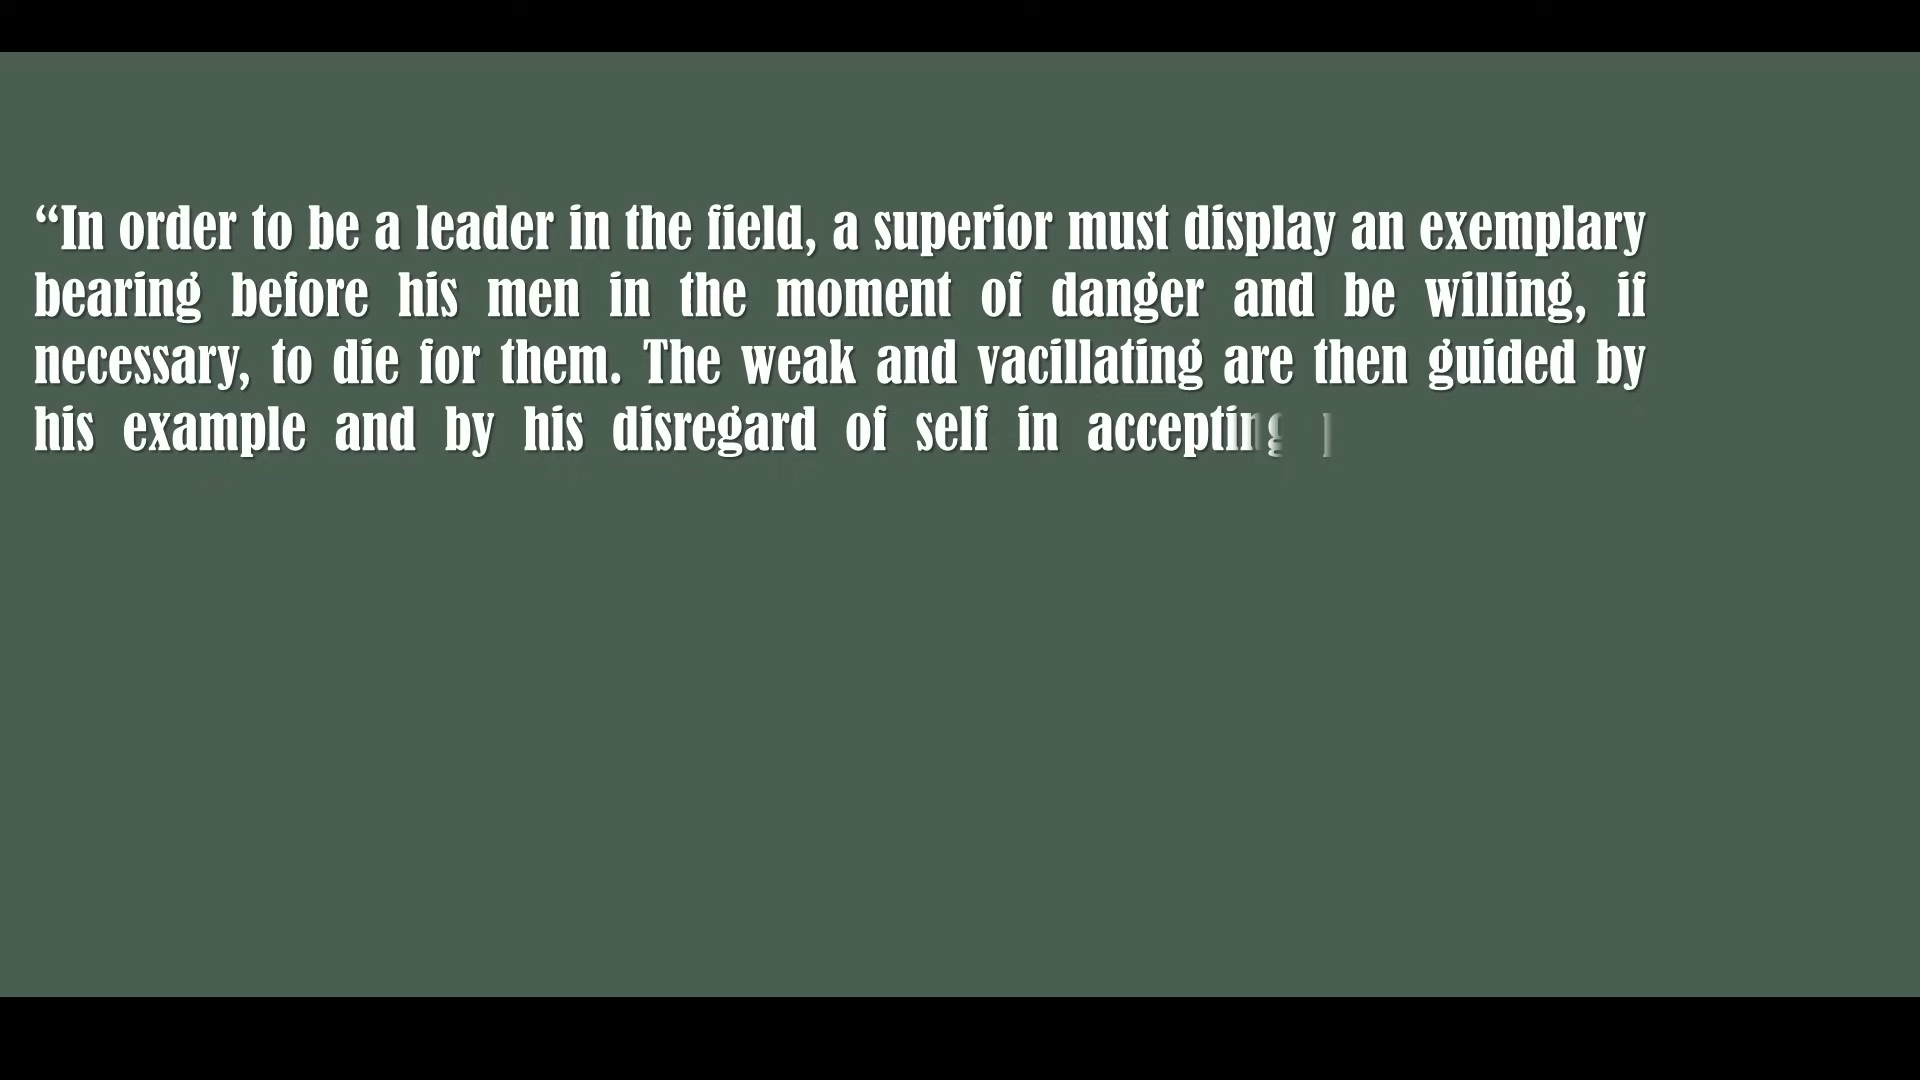 “In order to be a leader in the field, a superior must display an exemplary
bearing before his men in the moment of danger and be willing, if
necessary, to die for them. The weak and vacillating are then guided by
his example and by his disregard of self in accepting